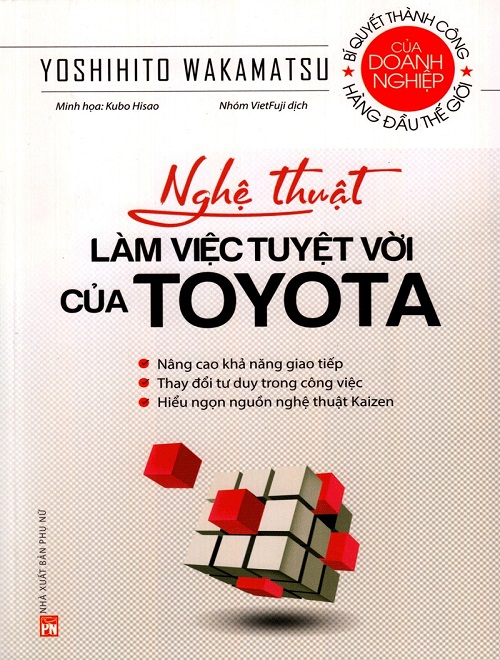 YOSHIHITO WAKAMATSU
Minh họa: Kubo Hisao
Nhóm VietFuji dịch
BÍ QUYẾT THÀNH CÔNG
CỦA
DOANH
NGHIỆP
HÀNG ĐẦU THẾ GIỚI
Nghệ thuật
LÀM VIỆC TUYỆT VỜI
CỦA TOYOTA
Nâng cao khả năng giao tiếp
Thay đổi tư duy trong công việc
Hiểu ngọn nguồn nghệ thuật Kaizen
NHÀ XUẤT BẢN PHỤ NỮ
PN